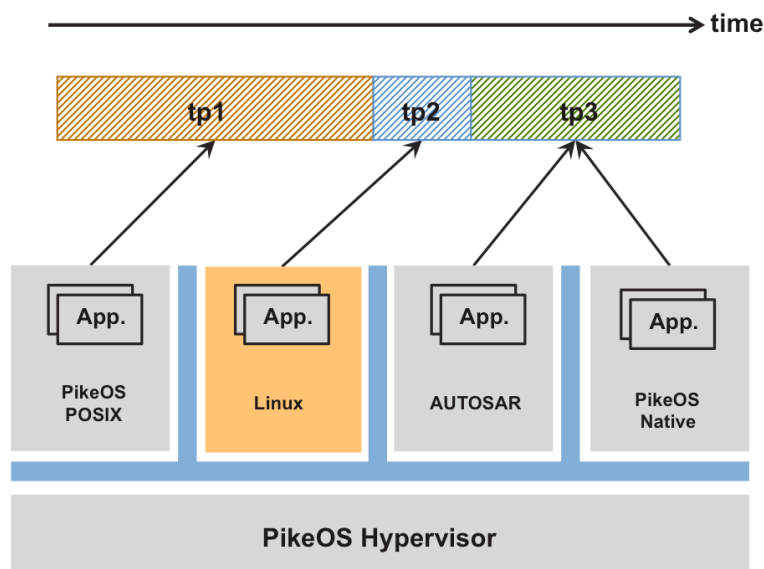 time
tp1 tp2 tp3
App. App. App. App.
PikeOS
POSIX
Linux
AUTOSAR
PikeOS
Native
PikeOS Hypervisor